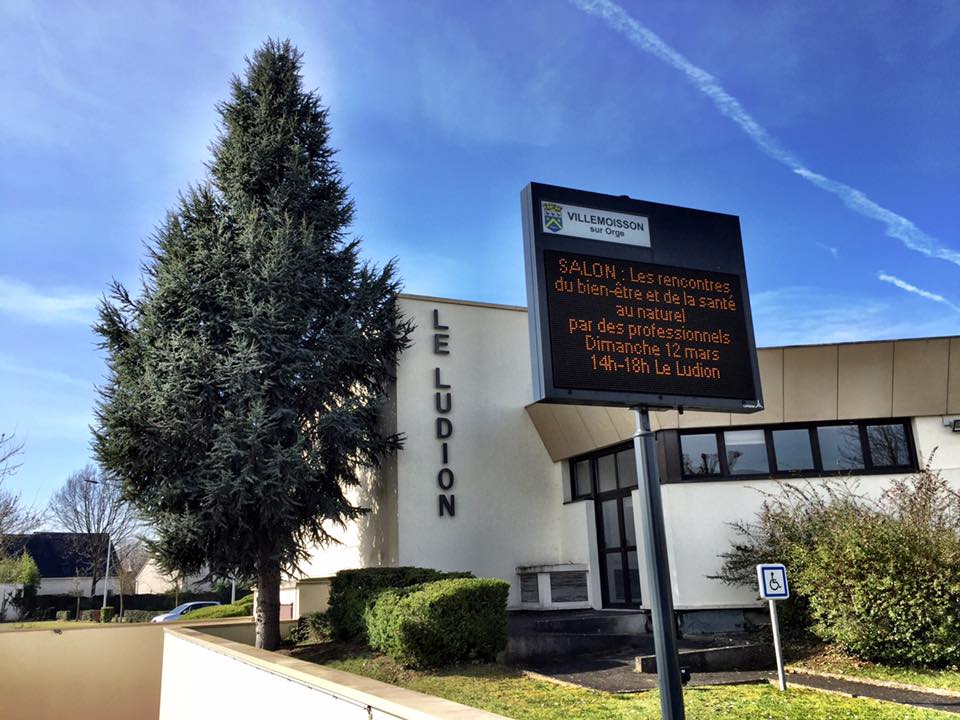 LE LUDION
VILLEMOISSON
sur Orge
SALON : Les rencontres
du bien-être et de la santé
au naturel
par des professionnels
Dimanche 12 mars
14h-18h Le Ludion